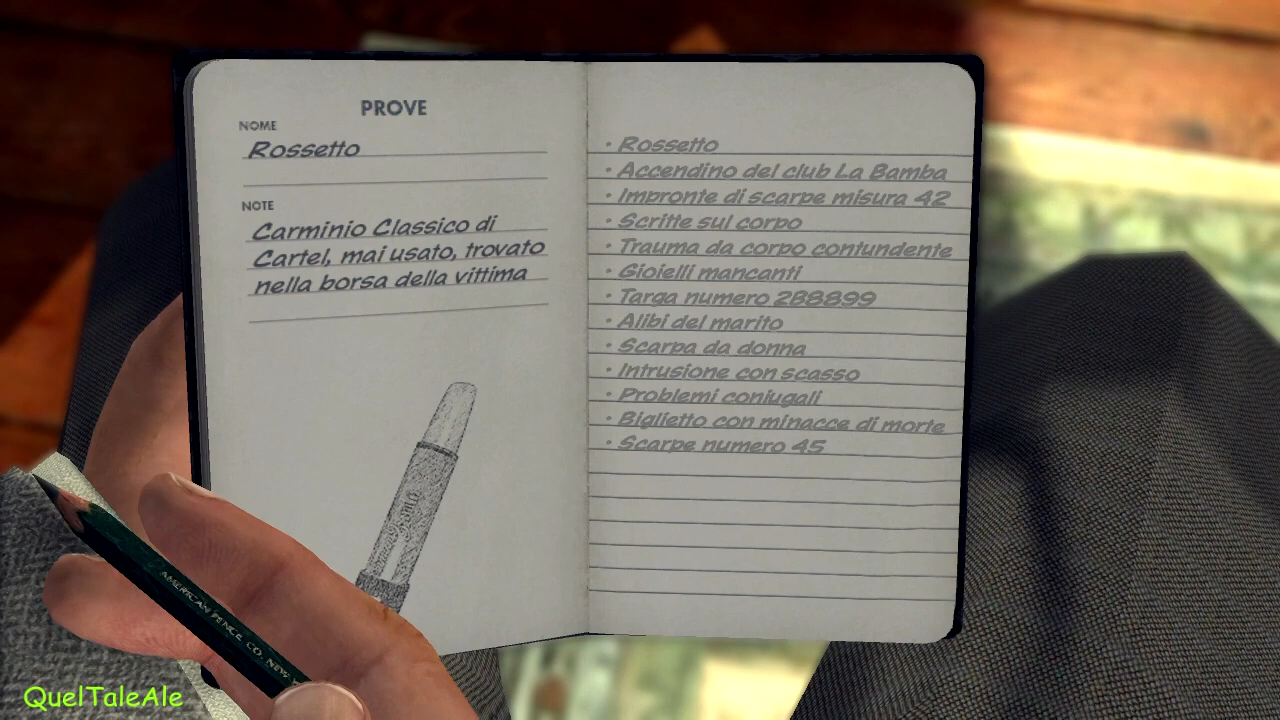 PROVE
NOME
Rossetto
NOTE
Carminio Classico di
Cartel, mai usato, trovato
nella borsa della vittima
• Rossetto
• Accendino del club La Bamba
• Impronte di scarpe misura 42
• Scritte sul corpo
• Trauma da corpo contundente
• Gioielli mancanti
• Targa numero 2B8899
• Alibi del marito
• Scarpa da donna
• Intrusione con scasso
• Problemi coniugali
• Biglietto con minacce di morte
• Scarpe numero 45
AMERICAN PENCE CO. NEW
QuelTaleAle